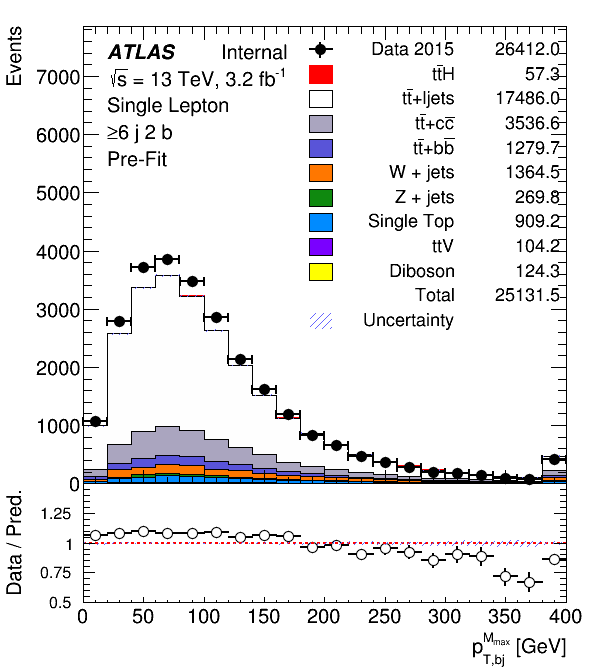 Events
ATLAS Internal
√s = 13 TeV, 3.2 fb⁻¹
Single Lepton
≥6 j 2 b
Pre-Fit
Data 2015 26412.0
tt̄H 57.3
tt̄+ljets 17486.0
tt̄+cc̄ 3536.6
tt̄+bb̄ 1279.7
W + jets 1364.5
Z + jets 269.8
Single Top 909.2
ttV 104.2
Diboson 124.3
Total 25131.5
Uncertainty
7000
6000
5000
4000
3000
2000
1000
0
Data / Pred.
1.25
1
0.75
0.5
0 50 100 150 200 250 300 350 400
p_{T,bj}^{M_{max}} [GeV]